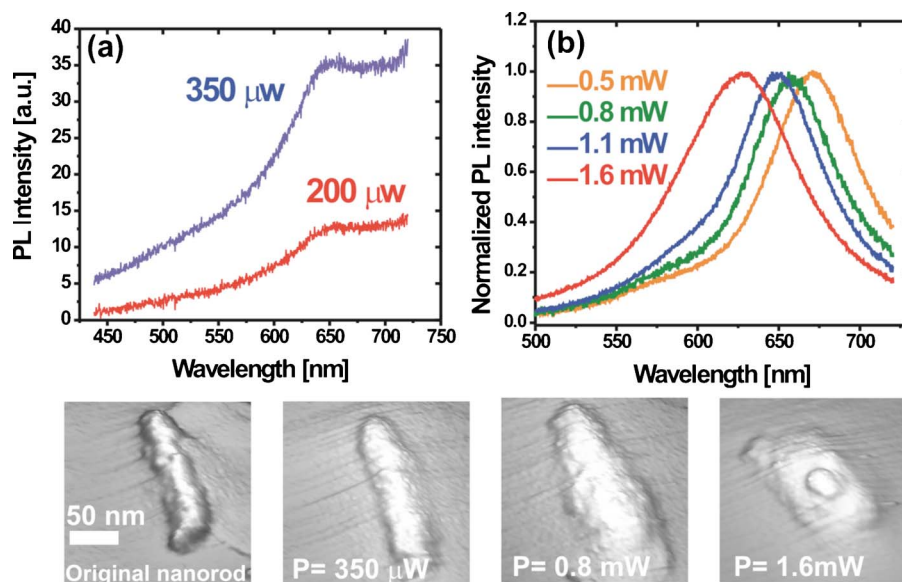 (a)
350 μw
200 μw
PL Intensity [a.u.]
40
35
30
25
20
15
10
5
0
450 500 550 600 650 700 750
Wavelength [nm]
(b)
0.5 mW
0.8 mW
1.1 mW
1.6 mW
Normalized PL intensity
1.2
1.0
0.8
0.6
0.4
0.2
0.0
500 550 600 650 700
Wavelength [nm]
50 nm
Original nanorod
P= 350 μW
P= 0.8 mW
P= 1.6mW